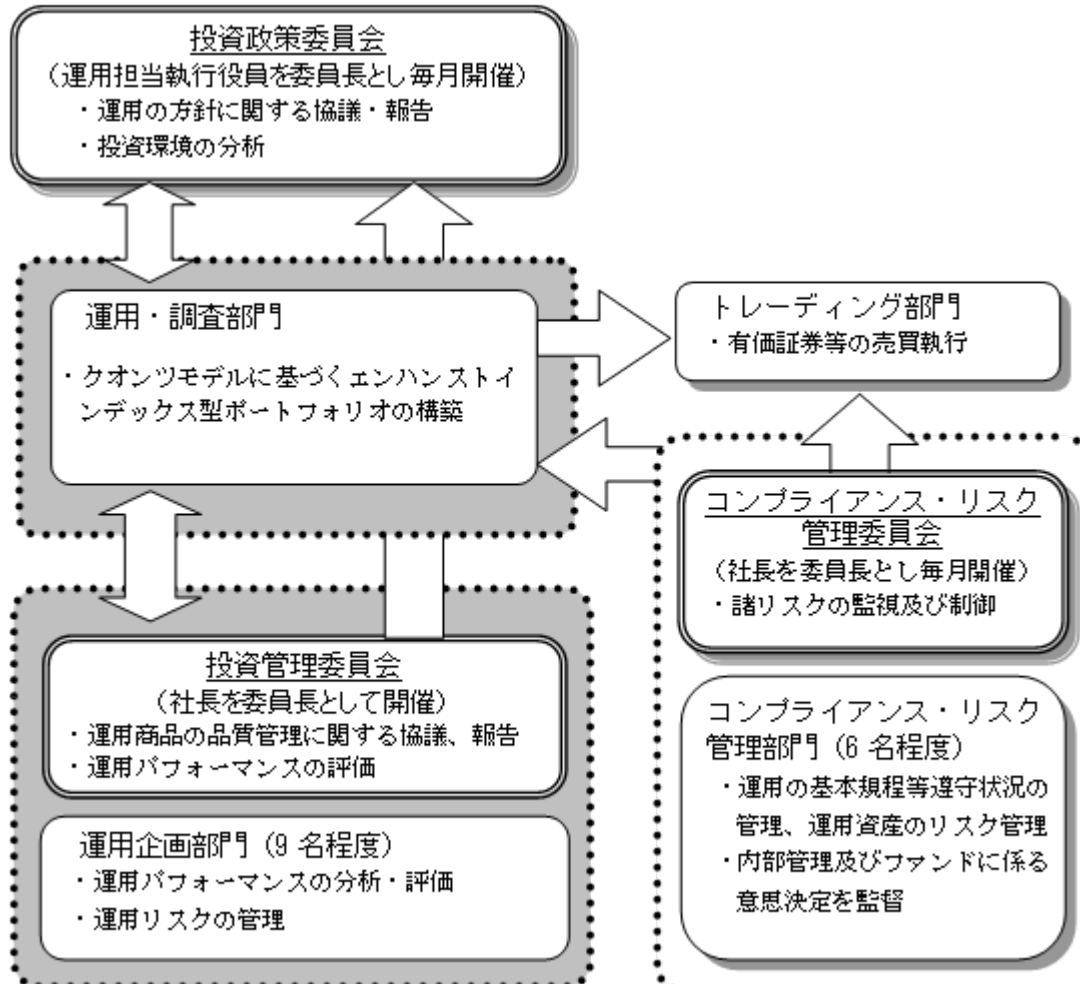 投資政策委員会
（運用担当執行役員を委員長とし毎月開催）
・運用の方針に関する協議・報告
・投資環境の分析
運用・調査部門
・クオンツモデルに基づくエンハンストイ
ンデックス型ポートフォリオの構築
トレーディング部門
・有価証券等の売買執行
コンプライアンス・リスク
管理委員会
（社長を委員長とし毎月開催）
・諸リスクの監視及び制御
投資管理委員会
（社長を委員長として開催）
・運用商品の品質管理に関する協議、報告
・運用パフォーマンスの評価
運用企画部門（9 名程度）
・運用パフォーマンスの分析・評価
・運用リスクの管理
コンプライアンス・リスク
管理部門（6 名程度）
・運用の基本規程等遵守状況の
管理、運用資産のリスク管理
・内部管理及びファンドに係る
意思決定を監督